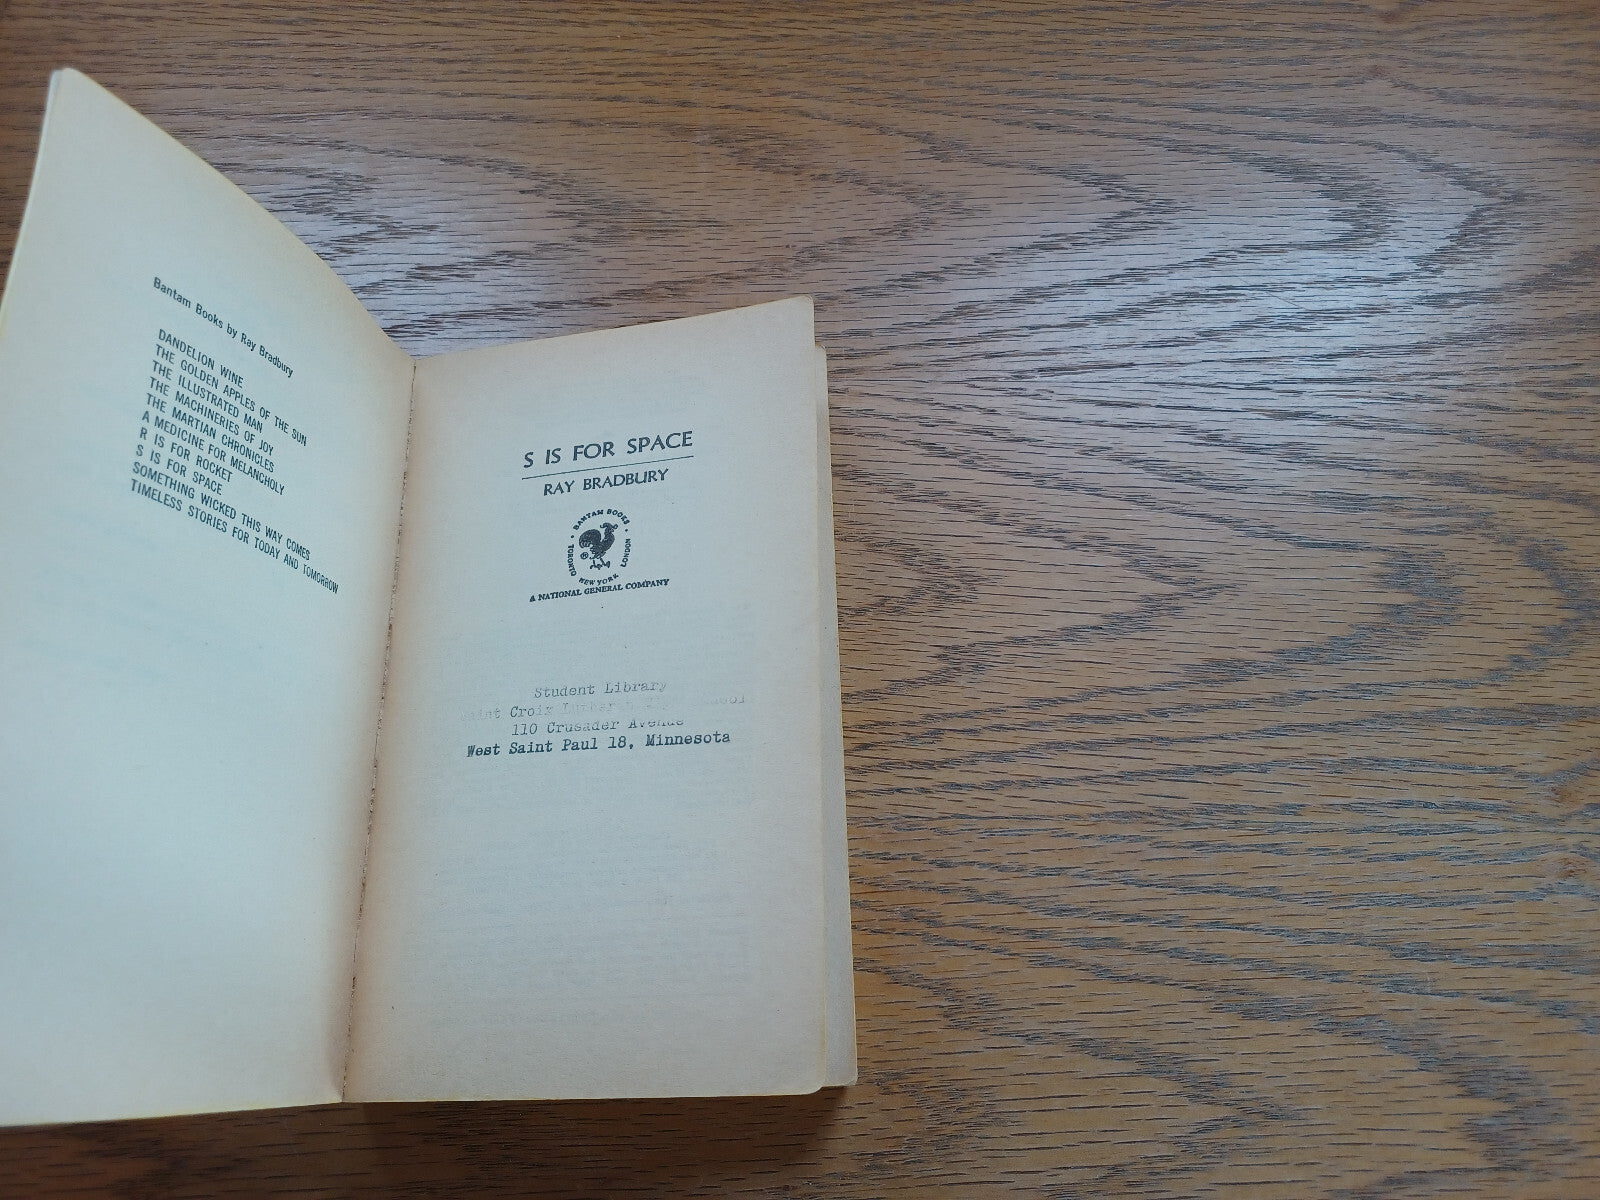 Bantam Books by Ray Bradbury
DANDELION WINE
THE GOLDEN APPLES OF THE SUN
THE ILLUSTRATED MAN
THE MACHINERIES OF JOY
THE MARTIAN CHRONICLES
A MEDICINE FOR MELANCHOLY
R IS FOR ROCKET
S IS FOR SPACE
SOMETHING WICKED THIS WAY COMES
TIMELESS STORIES FOR TODAY AND TOMORROW
S IS FOR SPACE
RAY BRADBURY
BANTAM BOOKS
TORONTO NEW YORK LONDON
®
A NATIONAL GENERAL COMPANY
Student Library
Saint Croix Lutheran
110 Crusader Avenue
West Saint Paul 18, Minnesota